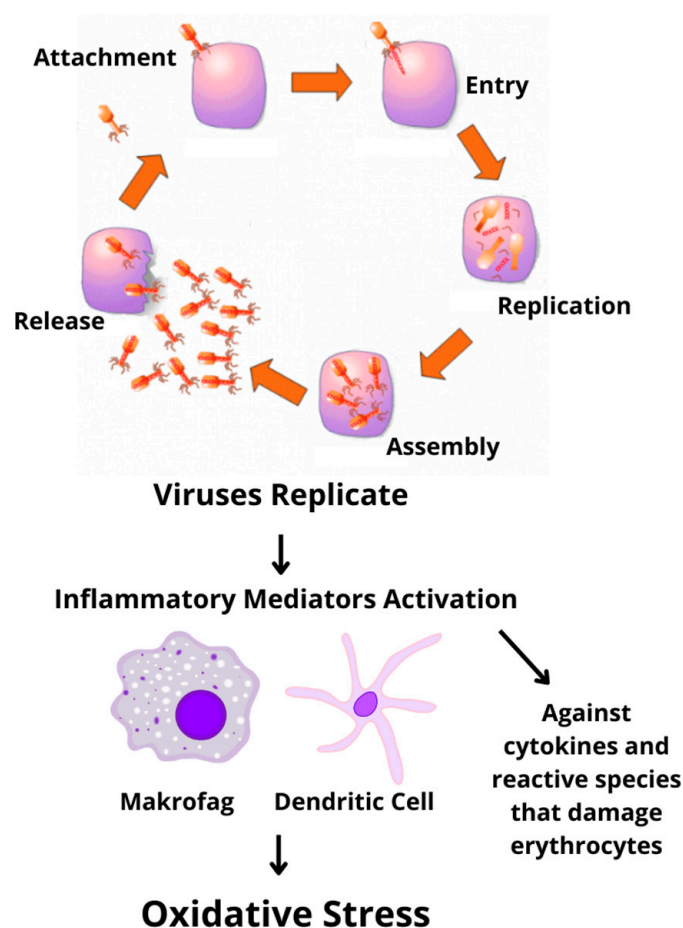 Attachment
Entry
Replication
Assembly
Release
Viruses Replicate
Inflammatory Mediators Activation
Makrofag
Dendritic Cell
Against
cytokines and
reactive species
that damage
erythrocytes
Oxidative Stress